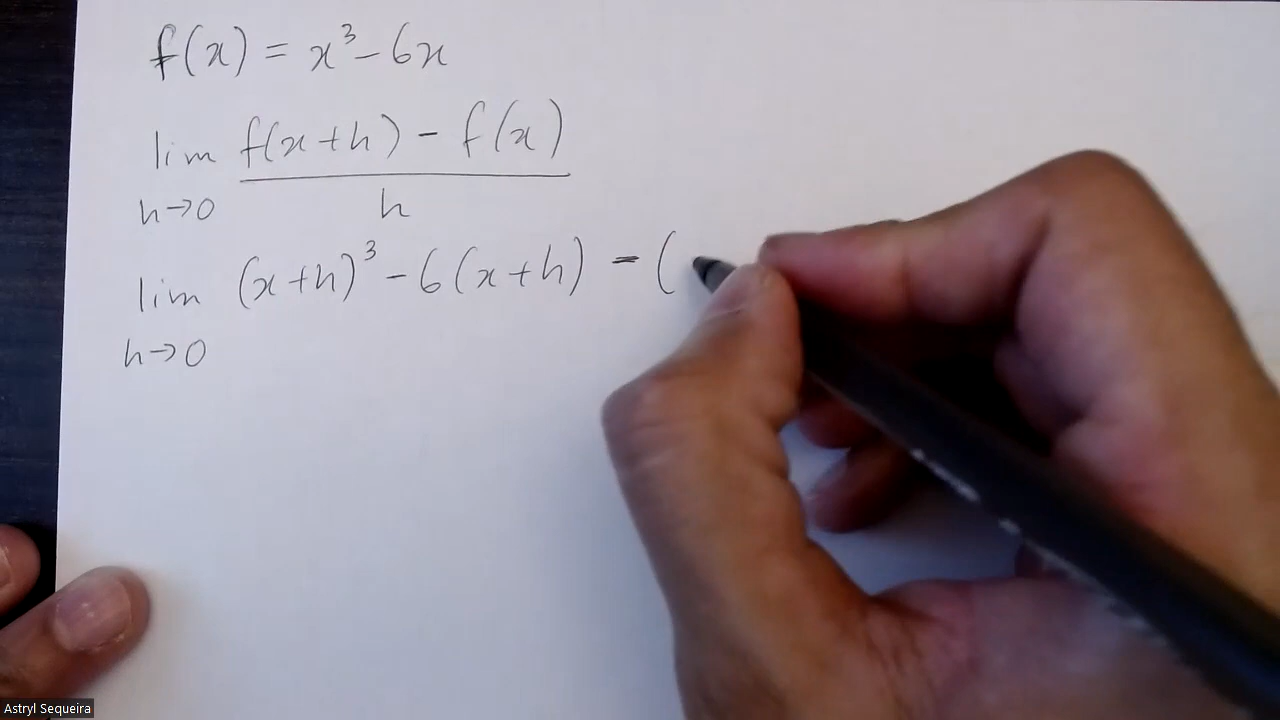 f(x) = x³ - 6x
lim f(x+h) - f(x)
h→0 h
lim (x+h)³ - 6(x+h) - (
h→0
Astryl Sequeira